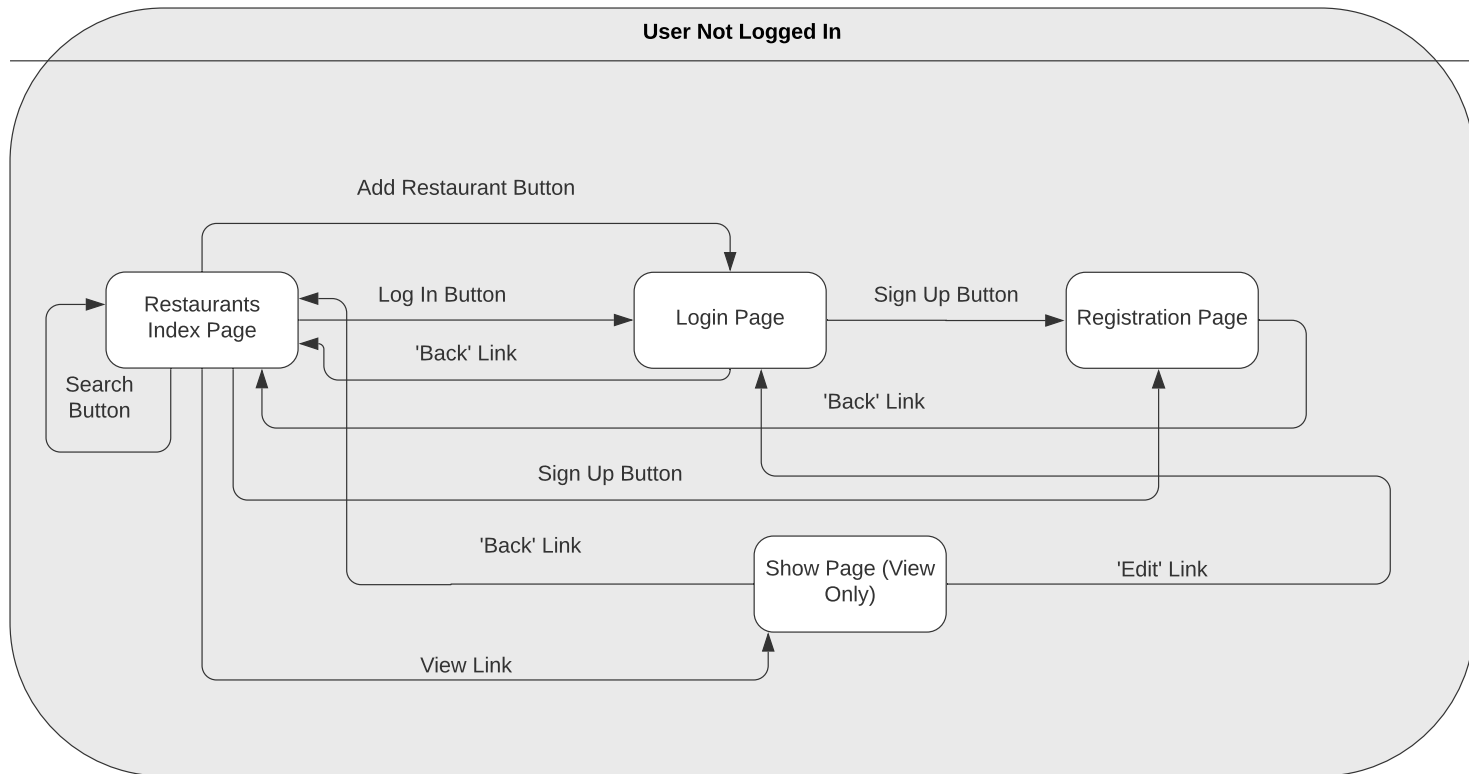 User Not Logged In
Add Restaurant Button
Restaurants
Index Page
Log In Button
Login Page
Sign Up Button
Registration Page
'Back' Link
Search
Button
'Back' Link
Sign Up Button
'Back' Link
Show Page (View
Only)
'Edit' Link
View Link